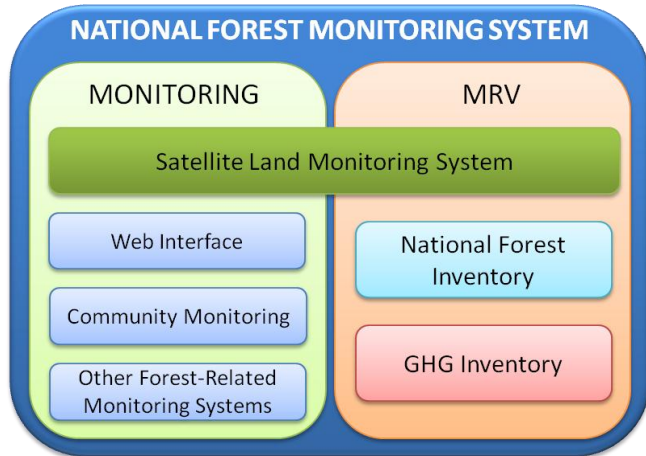 NATIONAL FOREST MONITORING SYSTEM
MONITORING
MRV
Satellite Land Monitoring System
Web Interface
Community Monitoring
Other Forest-Related
Monitoring Systems
National Forest
Inventory
GHG Inventory